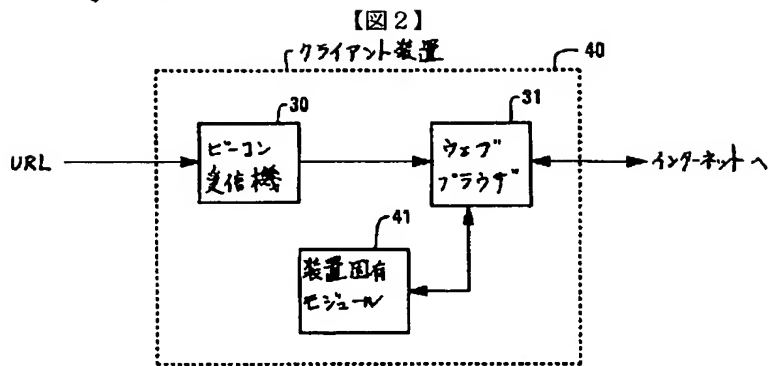 【図2】
クライアント装置
40
30
31
URL
ビーコン
受信機
ウェブ
ブラウザ
インターネットへ
41
装置固有
モジュール